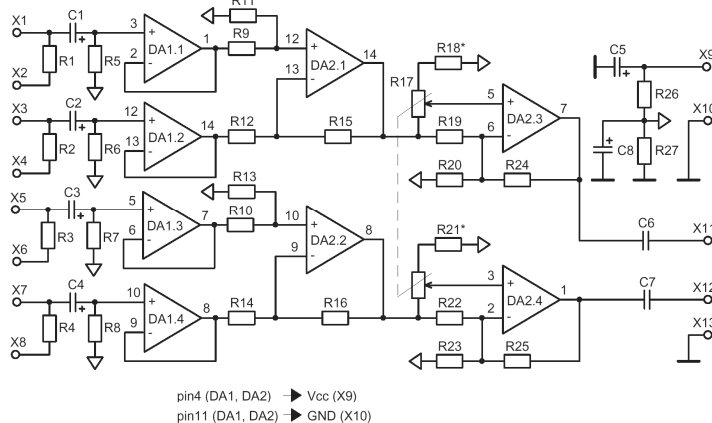 R11
X1
C1
+
3
+
DA1.1
1
R9
12
+
DA2.1
14
R1
R5
2
-
13
-
X2
R18*
C5
+
X9
X3
C2
+
12
+
DA1.2
14
R12
R15
R17
5
+
DA2.3
7
R26
X10
R2
R6
13
-
R19
6
-
+
C8
R27
X4
R20
R24
R13
X5
C3
+
5
+
DA1.3
7
R10
10
+
DA2.2
8
R3
R7
6
-
9
-
R21*
C6
X11
X6
X7
C4
+
10
+
DA1.4
8
R14
R16
3
+
DA2.4
1
C7
X12
R4
R8
9
-
R22
2
-
X13
X8
R23
R25
pin4 (DA1, DA2) Vcc (X9)
pin11 (DA1, DA2) GND (X10)